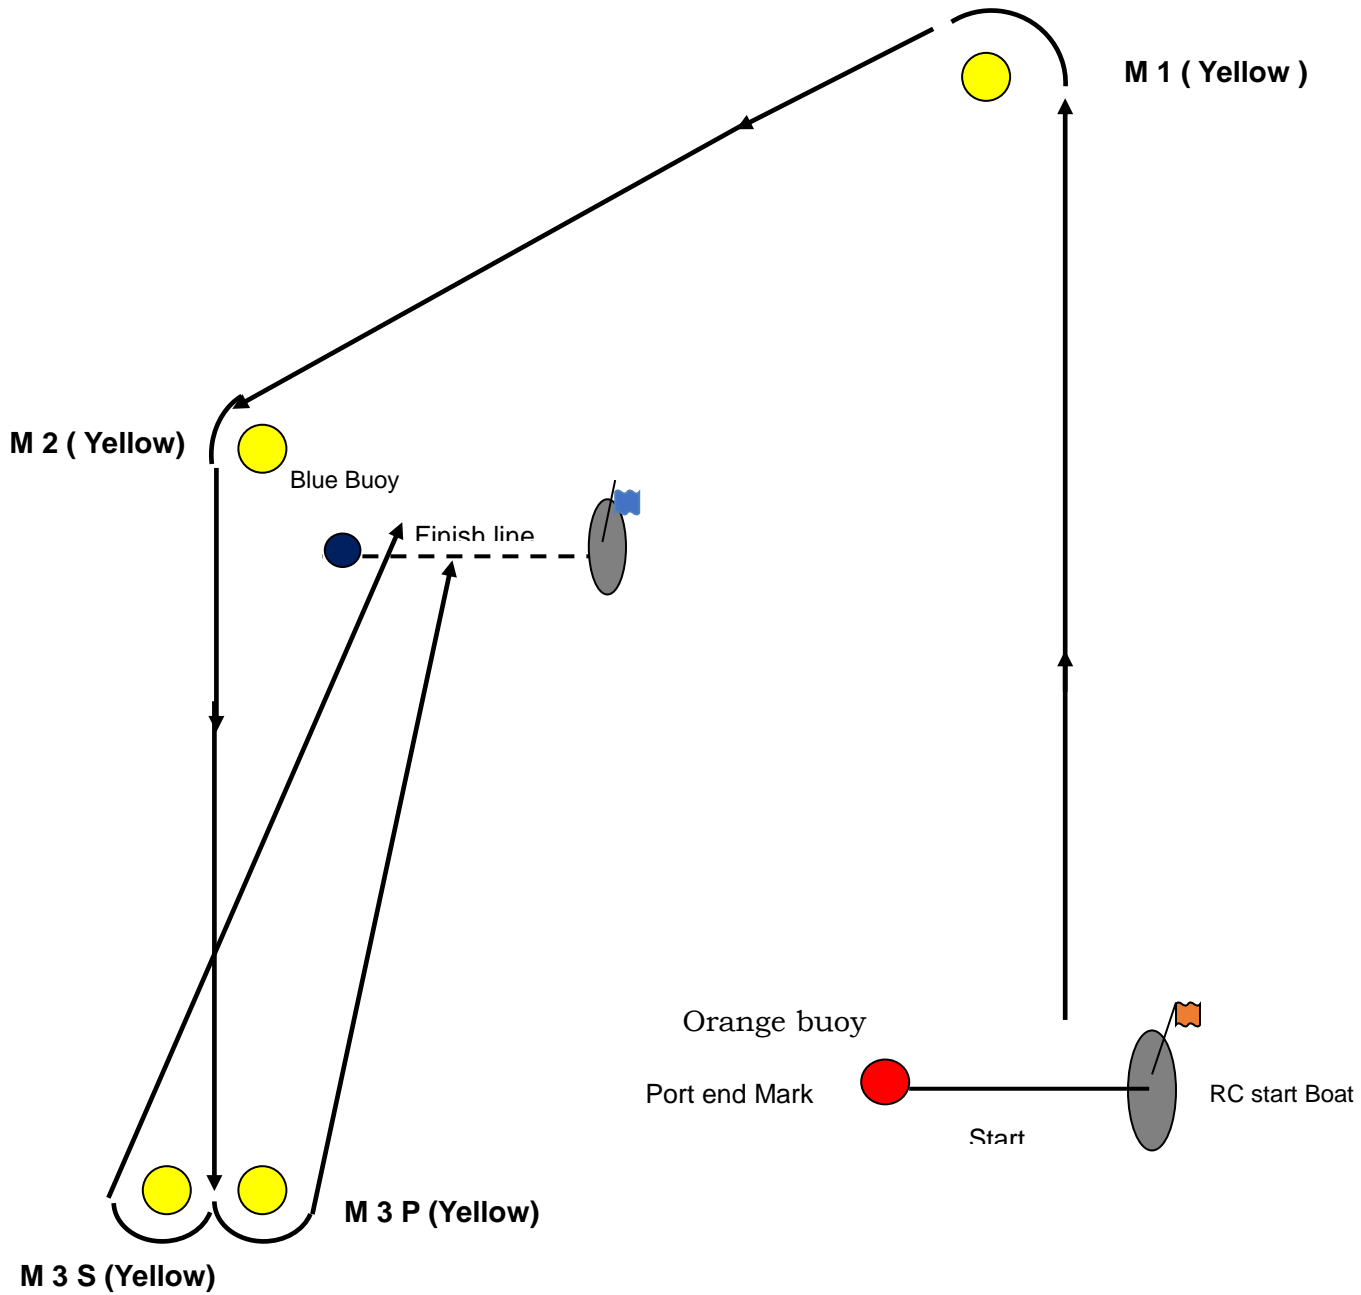 M 1 ( Yellow )
M 2 ( Yellow)
Blue Buoy
Finish line
Orange buoy
Port end Mark
RC start Boat
Start
M 3 P (Yellow)
M 3 S (Yellow)